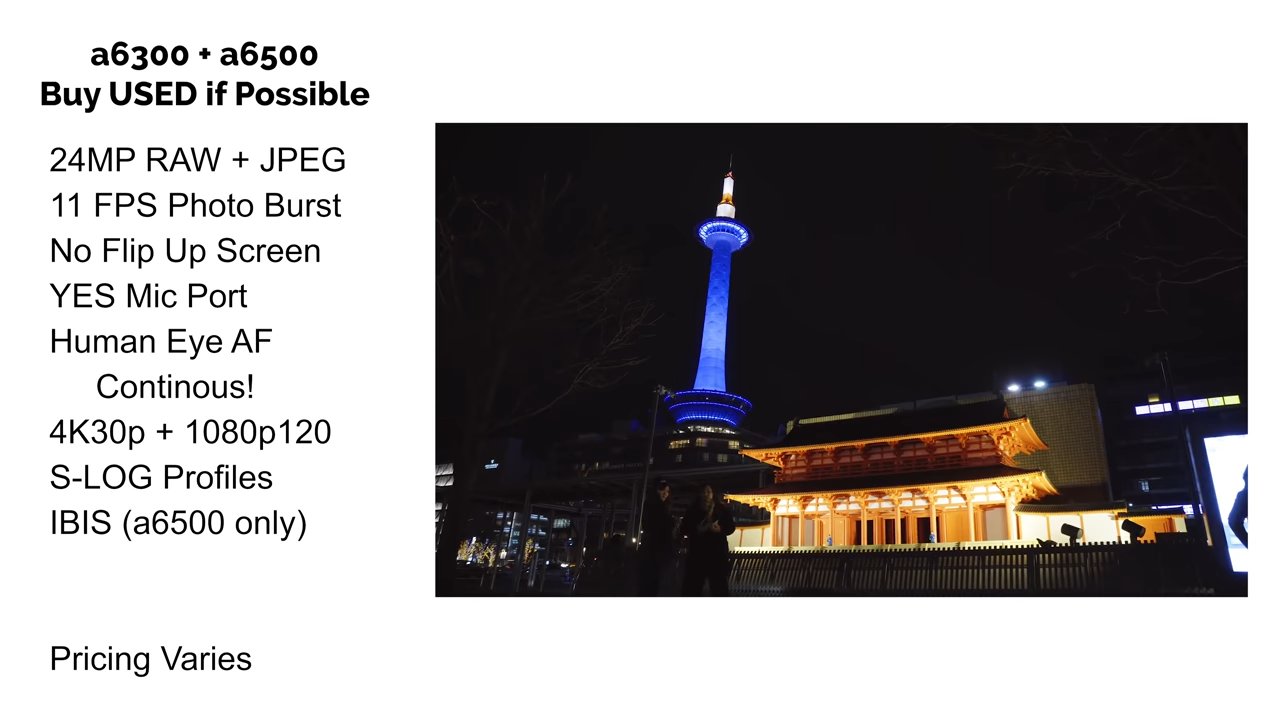 a6300 + a6500
Buy USED if Possible
24MP RAW + JPEG
11 FPS Photo Burst
No Flip Up Screen
YES Mic Port
Human Eye AF
Continous!
4K30p + 1080p120
S-LOG Profiles
IBIS (a6500 only)
Pricing Varies